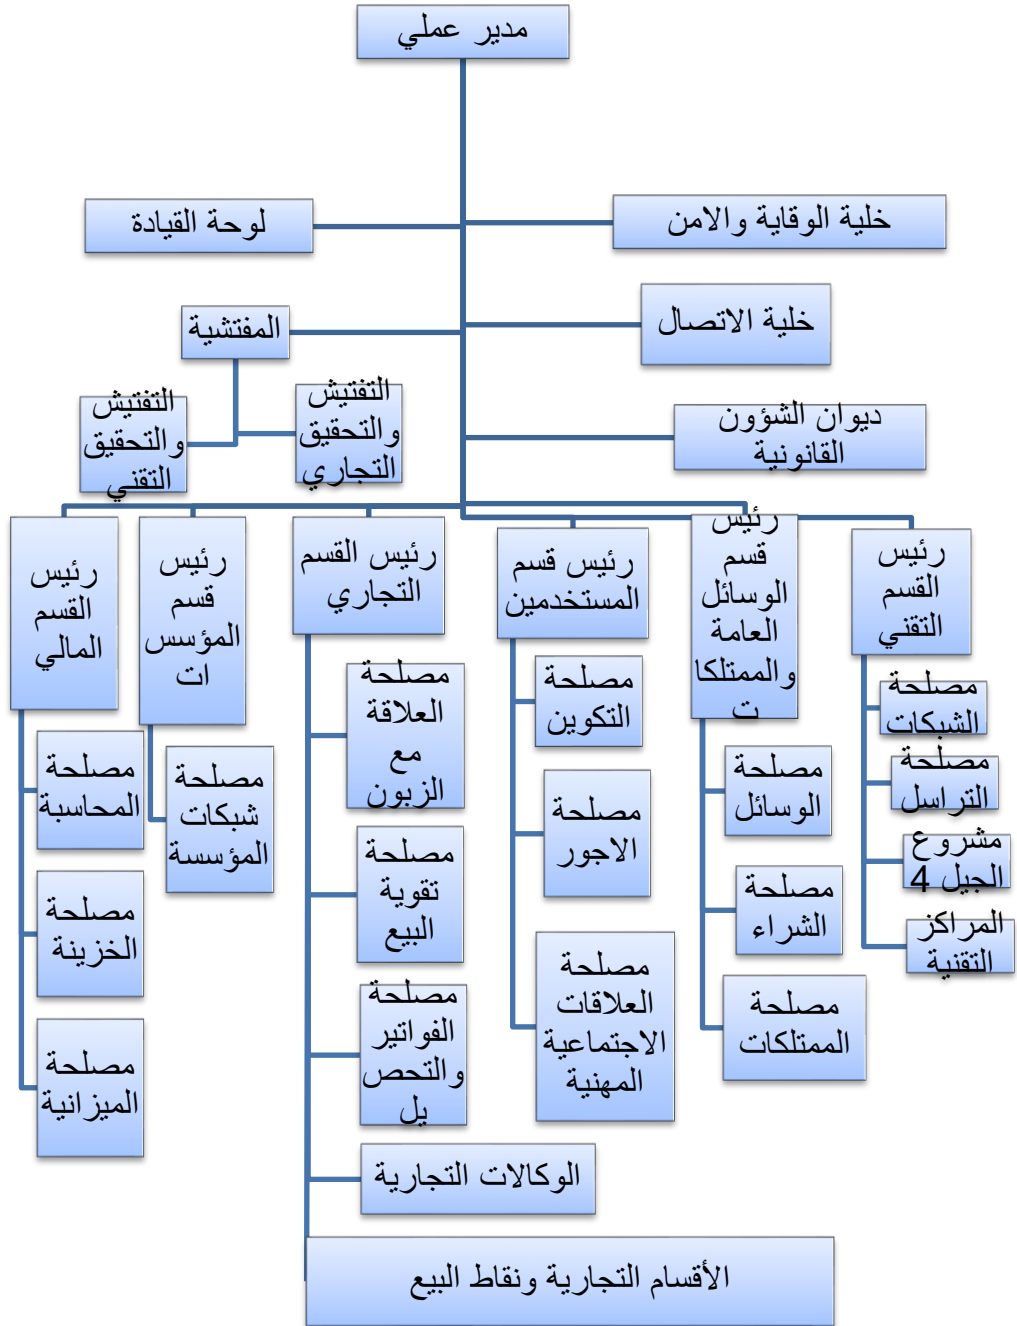 مدير عملي
خلية الوقاية والامن
لوحة القيادة
خلية الاتصال
المفتشية
ديوان الشؤون
القانونية
التفتيش
والتحقيق
التجاري
التفتيش
والتحقيق
التقني
رئيس
القسم
التقني
رئيس
قسم
الوسائل
العامة
والممتلكا
ت
رئيس قسم
المستخدمين
رئيس القسم
التجاري
رئيس
قسم
المؤسس
ات
رئيس
القسم
المالي
مصلحة
الشبكات
مصلحة
التراسل
مشروع
الجيل 4
المراكز
التقنية
مصلحة
الوسائل
مصلحة
الشراء
مصلحة
الممتلكات
مصلحة
التكوين
مصلحة
الاجور
مصلحة
العلاقات
الاجتماعية
المهنية
مصلحة
العلاقة
مع
الزبون
مصلحة
تقوية
البيع
مصلحة
الفواتير
والتحص
يل
الوكالات التجارية
الأقسام التجارية ونقاط البيع
مصلحة
شبكات
المؤسسة
مصلحة
المحاسبة
مصلحة
الخزينة
مصلحة
الميزانية